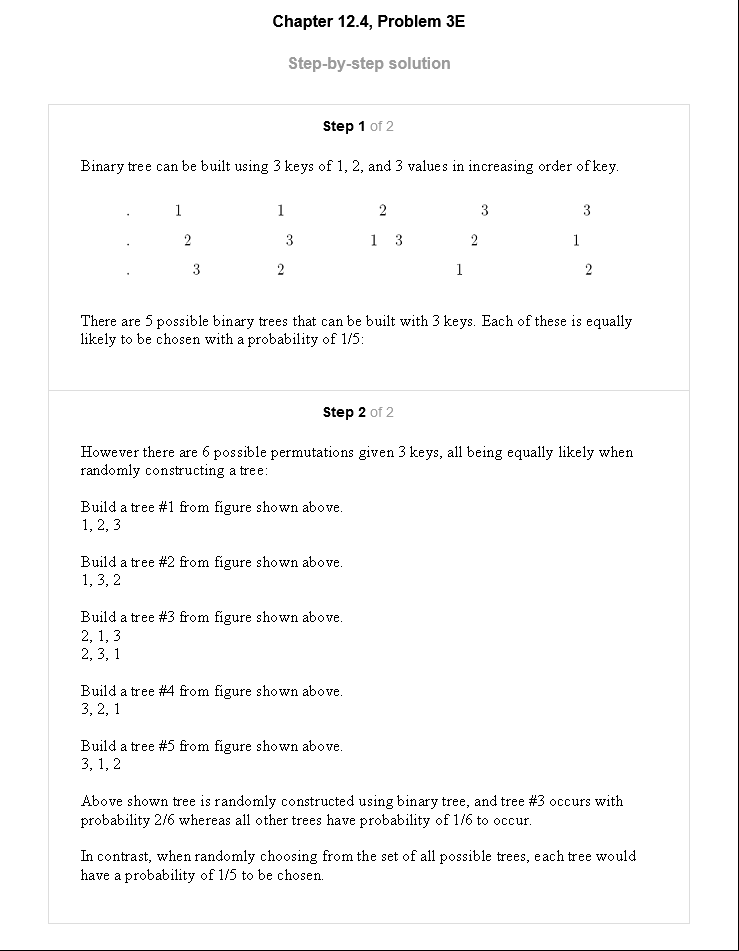 Chapter 12.4, Problem 3E
Step-by-step solution
Step 1 of 2
Binary tree can be built using 3 keys of 1, 2, and 3 values in increasing order of key.
. 1 1 2 3 3
. 2 3 1 3 2 1
. 3 2 1 2
There are 5 possible binary trees that can be built with 3 keys. Each of these is equally
likely to be chosen with a probability of 1/5:
Step 2 of 2
However there are 6 possible permutations given 3 keys, all being equally likely when
randomly constructing a tree:
Build a tree #1 from figure shown above.
1, 2, 3
Build a tree #2 from figure shown above.
1, 3, 2
Build a tree #3 from figure shown above.
2, 1, 3
2, 3, 1
Build a tree #4 from figure shown above.
3, 2, 1
Build a tree #5 from figure shown above.
3, 1, 2
Above shown tree is randomly constructed using binary tree, and tree #3 occurs with
probability 2/6 whereas all other trees have probability of 1/6 to occur.
In contrast, when randomly choosing from the set of all possible trees, each tree would
have a probability of 1/5 to be chosen.